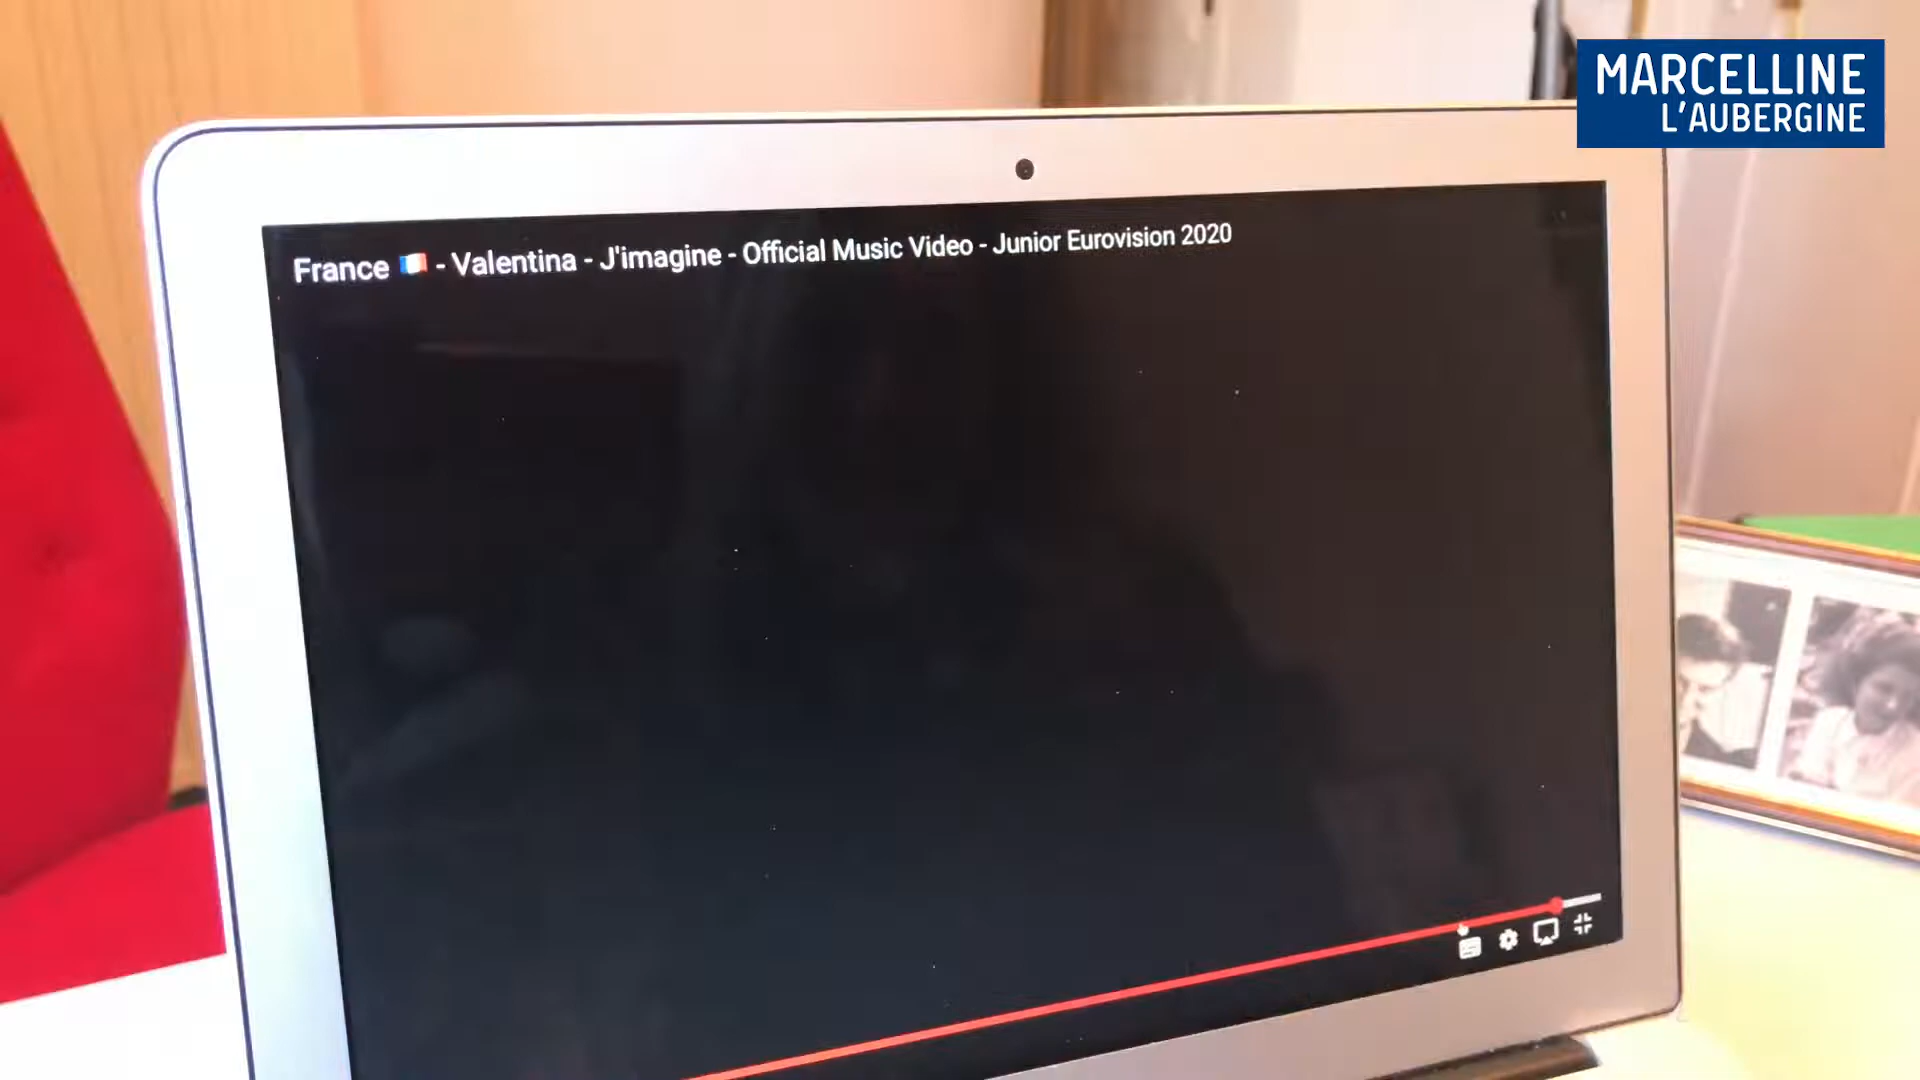 MARCELLINE
L'AUBERGINE
France 🇫🇷 - Valentina - J'imagine - Official Music Video - Junior Eurovision 2020